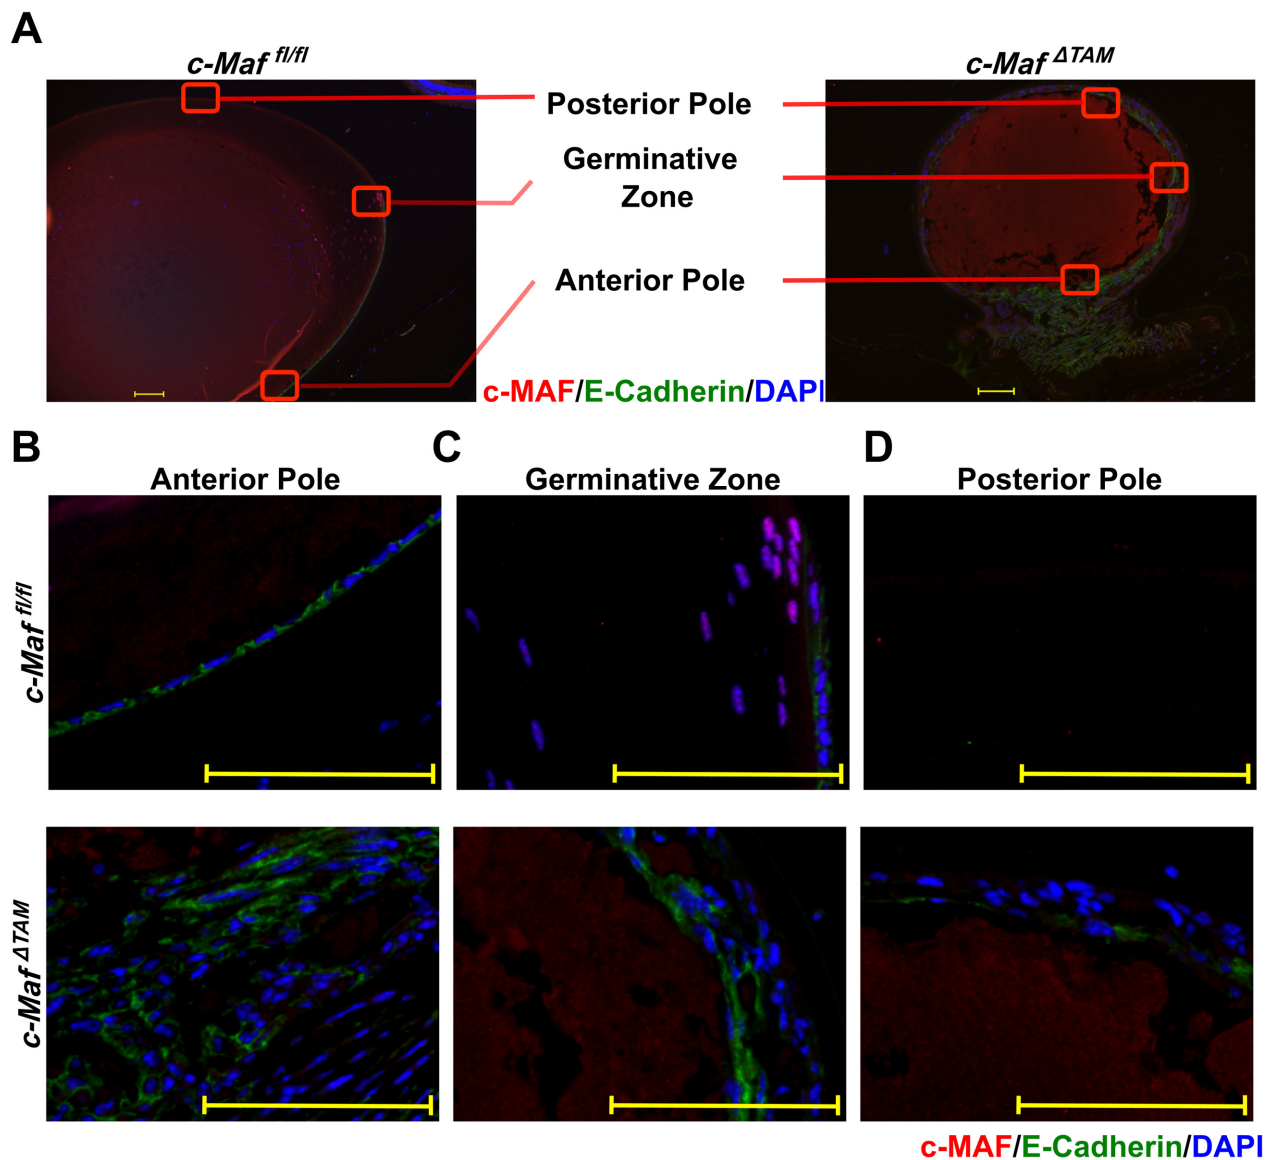 A
c-Maf fl/fl
c-Maf ΔTAM
Posterior Pole
Germinative
Zone
Anterior Pole
c-MAF/E-Cadherin/DAPI
B
Anterior Pole
C
Germinative Zone
D
Posterior Pole
c-Maf fl/fl
c-Maf ΔTAM
c-MAF/E-Cadherin/DAPI